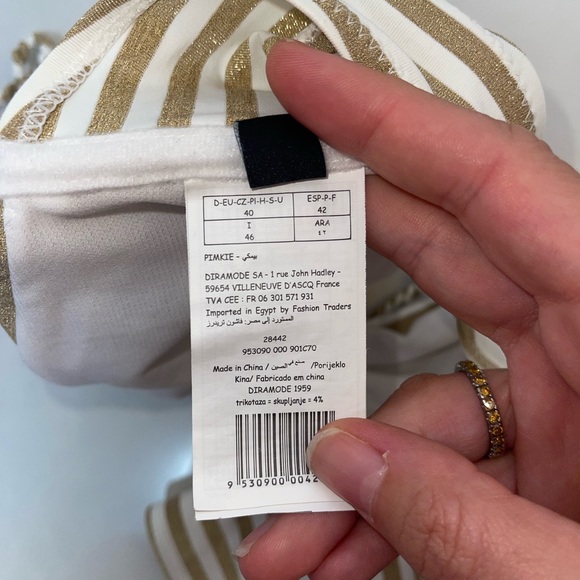 D-EU-CZ-PI-H-S-U ESP-P-F
40 42
I ARA
46 ٤٢
PIMKIE - بيمكي
DIRAMODE SA - 1 rue John Hadley -
59654 VILLENEUVE D'ASCQ France
TVA CEE : FR 06 301 571 931
Imported in Egypt by Fashion Traders
المستورد إلى مصر: فاشون تريدرز
28442
953090 000 901C70
Made in China / صنع في الصين /Porijeklo
Kina/ Fabricado em china
DIRAMODE 1959
trikotaza = skupljanje = 4%
9 530900 004